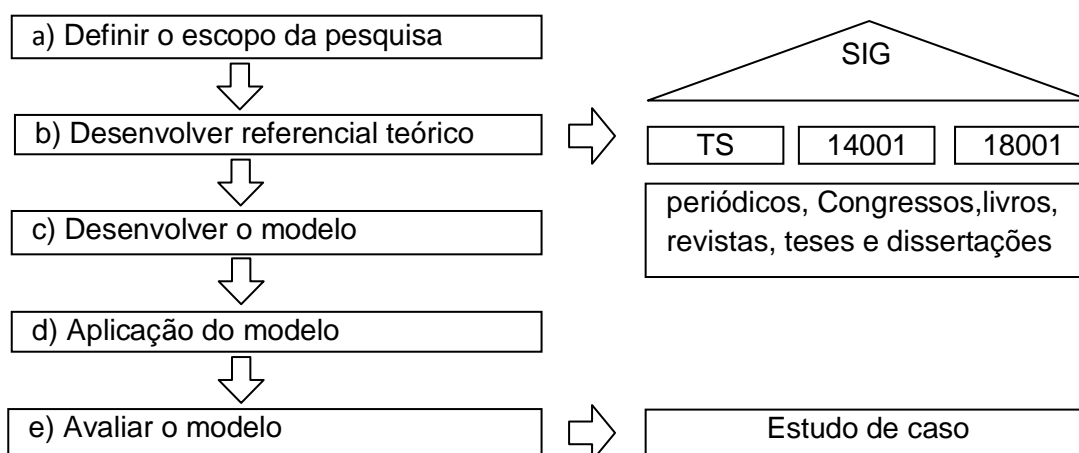 a) Definir o escopo da pesquisa
b) Desenvolver referencial teórico
c) Desenvolver o modelo
d) Aplicação do modelo
e) Avaliar o modelo
SIG
TS
14001
18001
periódicos, Congressos,livros,
revistas, teses e dissertações
Estudo de caso